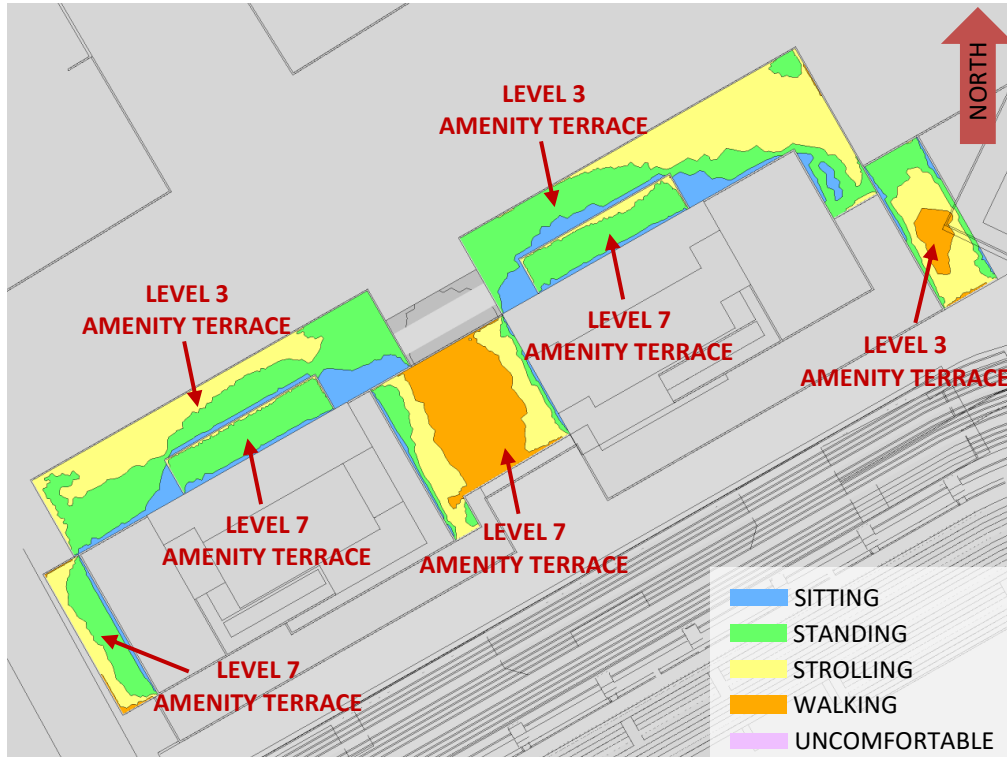 NORTH
LEVEL 3
AMENITY TERRACE
LEVEL 3
AMENITY TERRACE
LEVEL 7
AMENITY TERRACE
LEVEL 3
AMENITY TERRACE
LEVEL 7
AMENITY TERRACE
LEVEL 7
AMENITY TERRACE
LEVEL 7
AMENITY TERRACE
SITTING
STANDING
STROLLING
WALKING
UNCOMFORTABLE